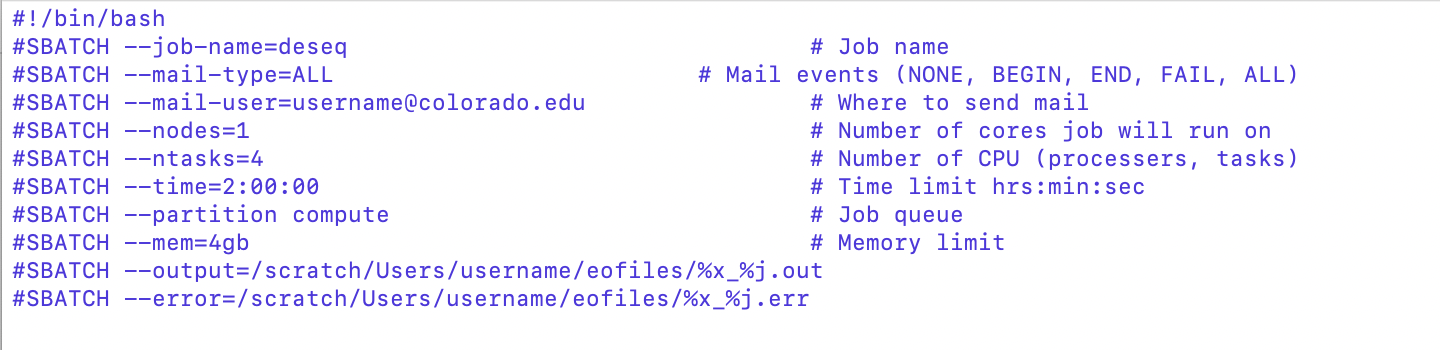 #!/bin/bash
#SBATCH --job-name=deseq                                 # Job name
#SBATCH --mail-type=ALL                          # Mail events (NONE, BEGIN, END, FAIL, ALL)
#SBATCH --mail-user=username@colorado.edu                # Where to send mail
#SBATCH --nodes=1                                        # Number of cores job will run on
#SBATCH --ntasks=4                                       # Number of CPU (processers, tasks)
#SBATCH --time=2:00:00                                   # Time limit hrs:min:sec
#SBATCH --partition compute                              # Job queue
#SBATCH --mem=4gb                                        # Memory limit
#SBATCH --output=/scratch/Users/username/eofiles/%x_%j.out
#SBATCH --error=/scratch/Users/username/eofiles/%x_%j.err